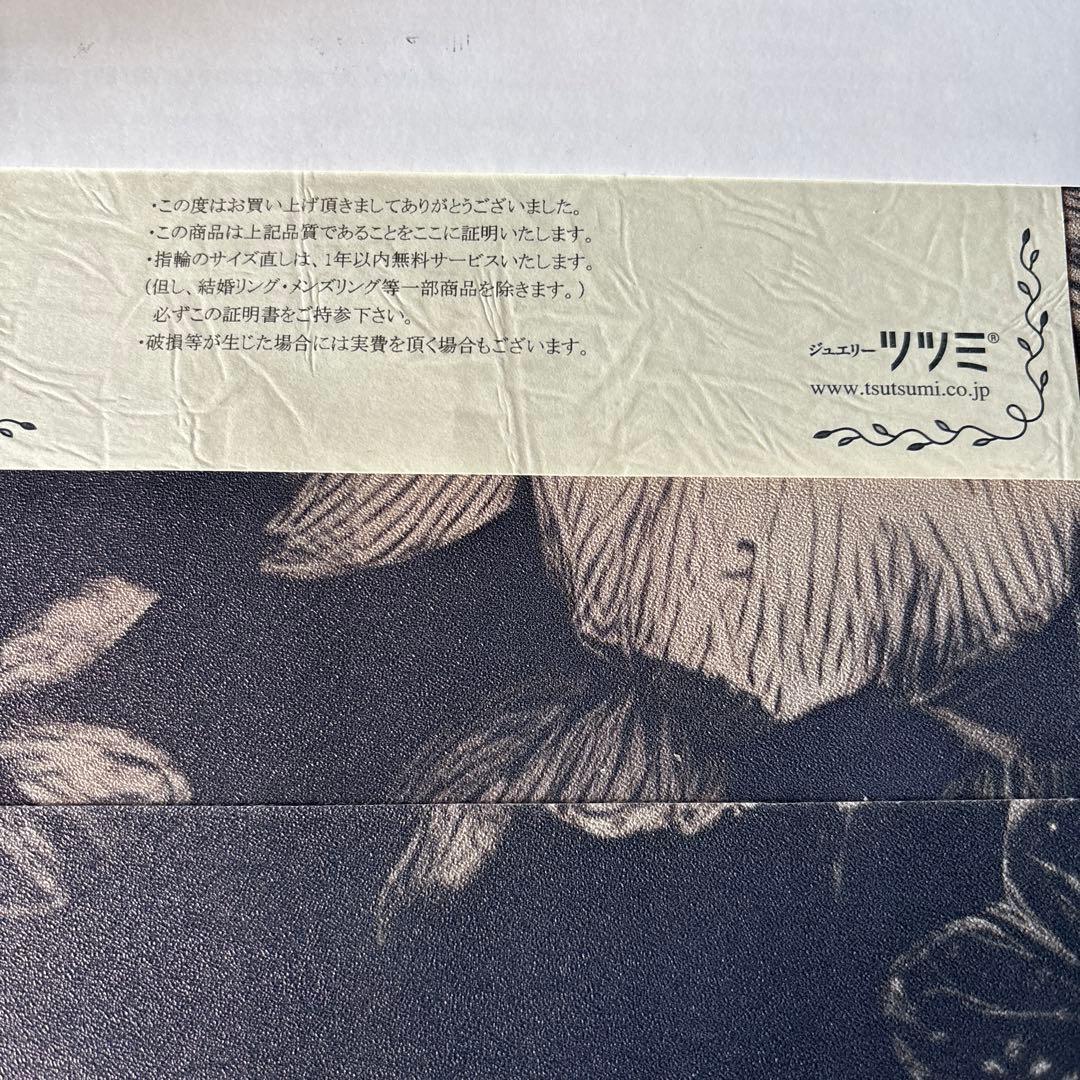 ・この度はお買い上げ頂きましてありがとうございました。
・この商品は上記品質であることをここに証明いたします。
・指輪のサイズ直しは、1年以内無料サービスいたします。
(但し、結婚リング・メンズリング等一部商品を除きます。)
必ずこの証明書をご持参下さい。
・破損等が生じた場合には実費を頂く場合もございます。
ジュエリーツツミ®
www.tsutsumi.co.jp